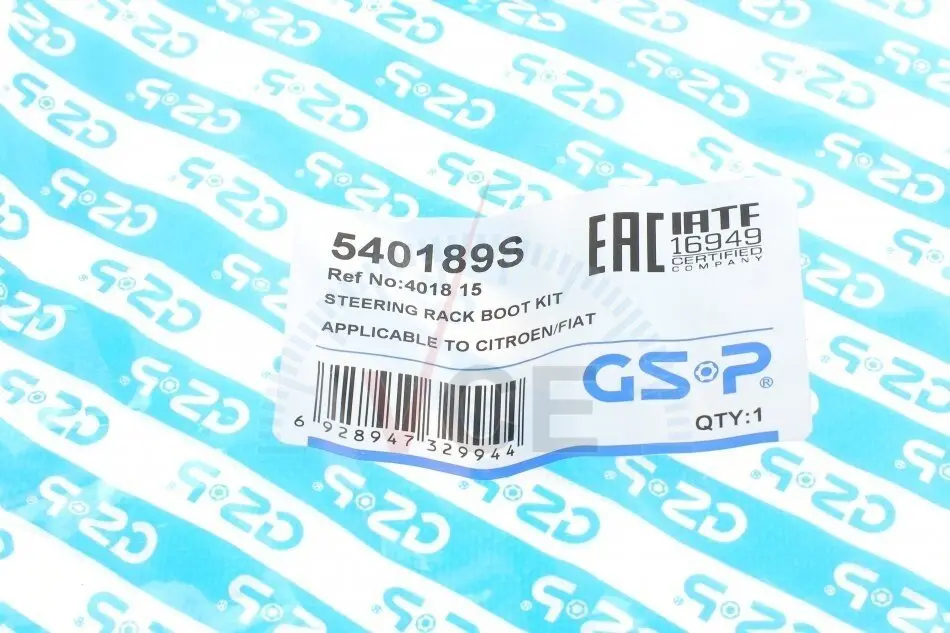 540189S
Ref No:4018 15
STEERING RACK BOOT KIT
APPLICABLE TO CITROEN/FIAT
EAC
IATF
16949
CERTIFIED
COMPANY
GSP®
QTY:1
6 928947 329944